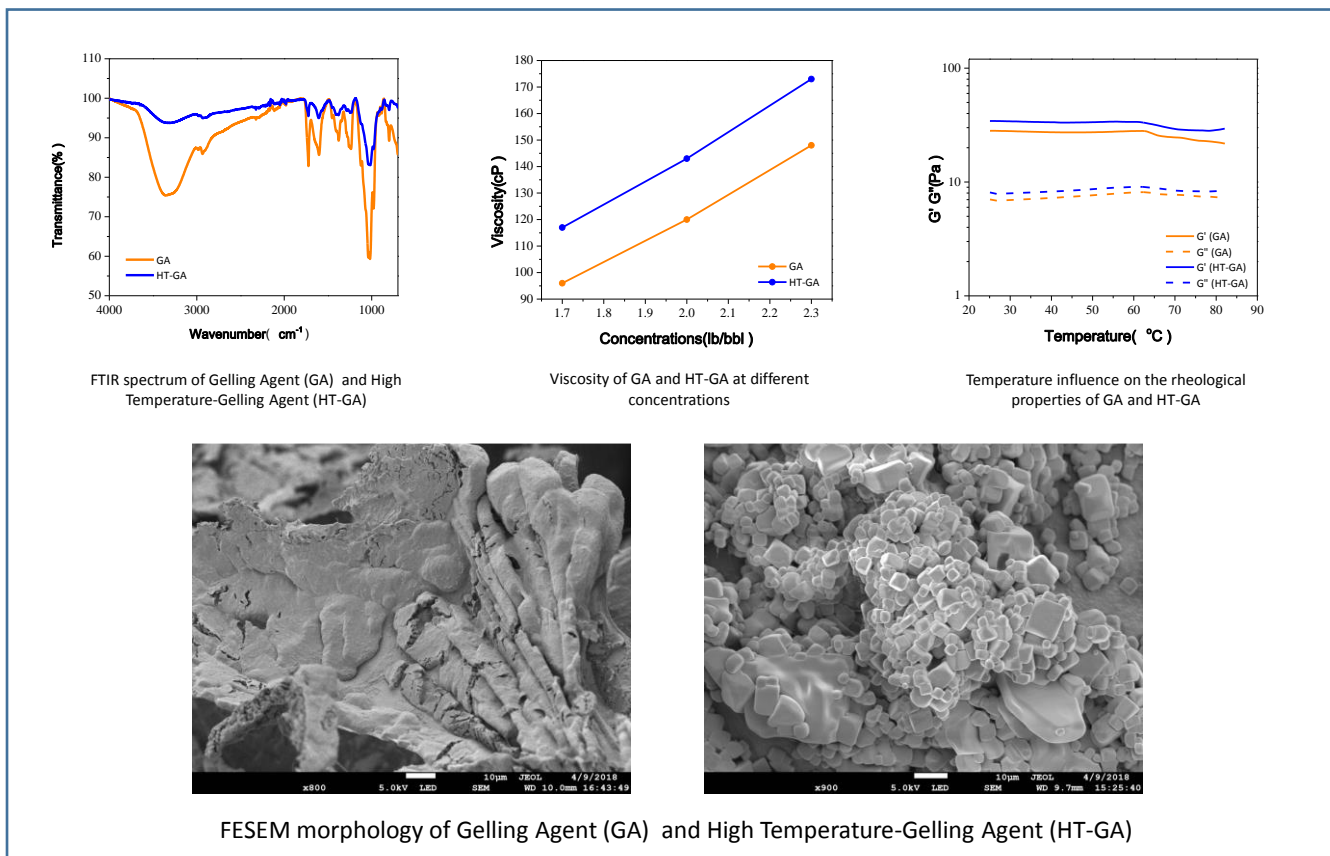 110
100
90
80
70
60
50
Transmittance(% )
GA
HT-GA
4000 3000 2000 1000
Wavenumber( cm-1)
FTIR spectrum of Gelling Agent (GA) and High
Temperature-Gelling Agent (HT-GA)
180
170
160
150
140
130
120
110
100
90
Viscosity(cP)
GA
HT-GA
1.7 1.8 1.9 2.0 2.1 2.2 2.3
Concentrations(lb/bbl )
Viscosity of GA and HT-GA at different
concentrations
100
10
1
G' G"(Pa)
G' (GA)
G" (GA)
G' (HT-GA)
G" (HT-GA)
20 30 40 50 60 70 80 90
Temperature( °C)
Temperature influence on the rheological
properties of GA and HT-GA
10µm JEOL 4/9/2018
x800 5.0kV LED SEM WD 10.0mm 16:43:49
10µm JEOL 4/9/2018
x900 5.0kV LED SEM WD 9.7mm 15:25:40
FESEM morphology of Gelling Agent (GA) and High Temperature-Gelling Agent (HT-GA)